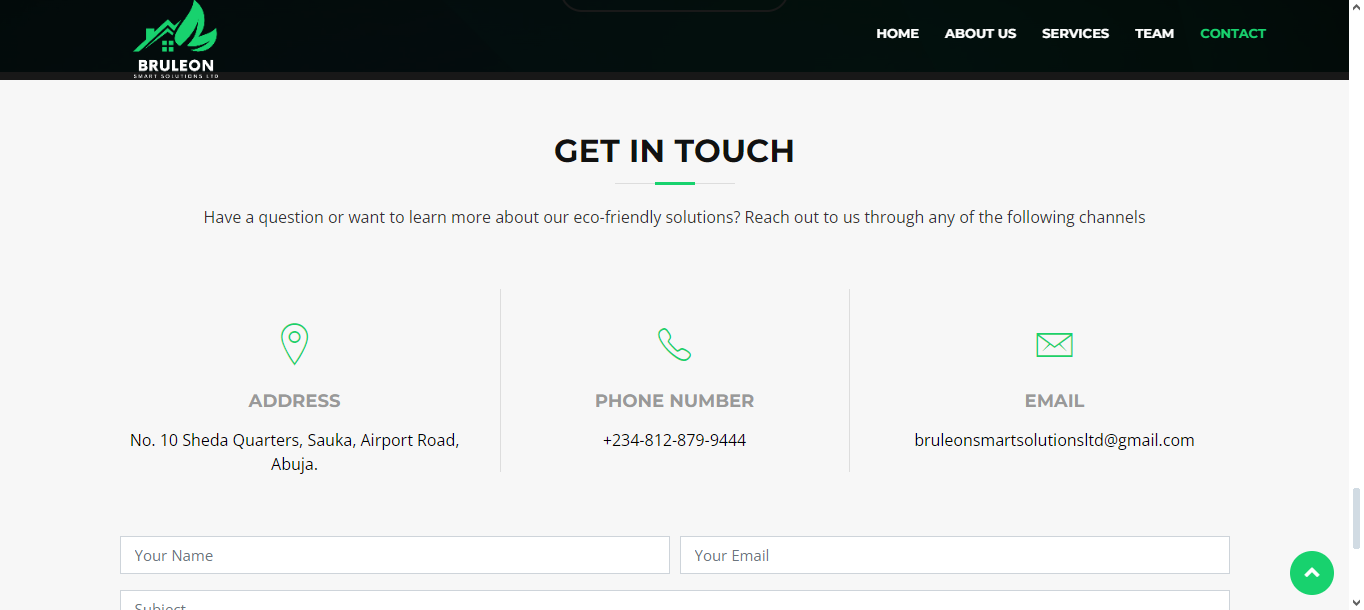 BRULEON
SMART SOLUTIONS LTD
HOME
ABOUT US
SERVICES
TEAM
CONTACT
GET IN TOUCH
Have a question or want to learn more about our eco-friendly solutions? Reach out to us through any of the following channels
ADDRESS
No. 10 Sheda Quarters, Sauka, Airport Road,
Abuja.
PHONE NUMBER
+234-812-879-9444
EMAIL
bruleonsmartsolutionsltd@gmail.com
Your Name
Your Email
Subject